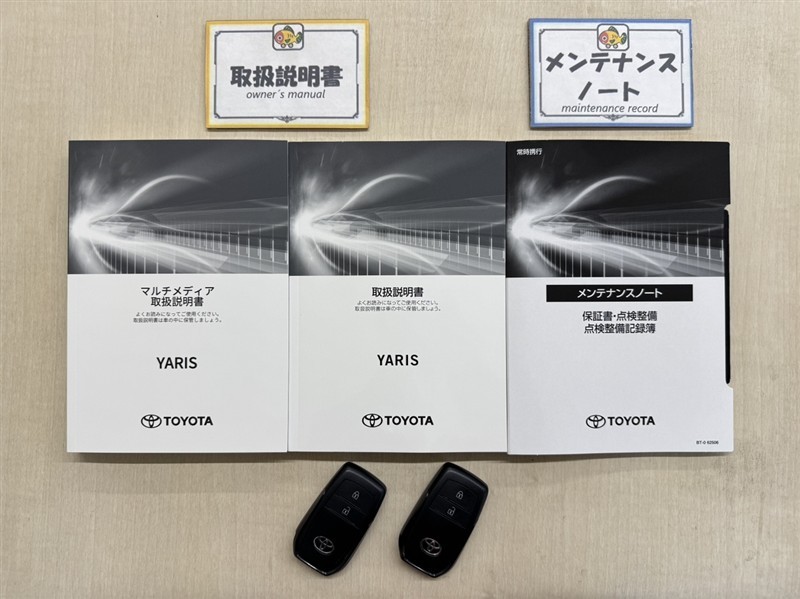 取扱説明書
owner's manual
メンテナンス
ノート
maintenance record
マルチメディア
取扱説明書
よくお読みになってご使用ください。
取扱説明書は車の中に保管しましょう。
YARIS
TOYOTA
取扱説明書
よくお読みになってご使用ください。
取扱説明書は車の中に保管しましょう。
YARIS
TOYOTA
常時携行
メンテナンスノート
保証書・点検整備
点検整備記録簿
TOYOTA